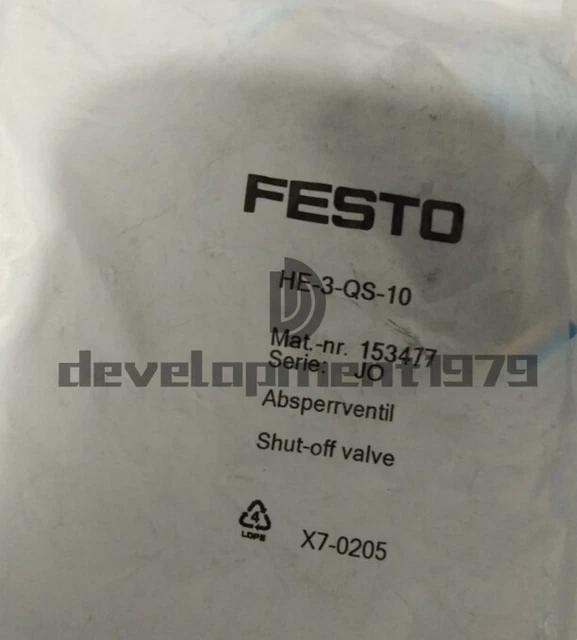 FESTO
HE-3-QS-10
Mat.-nr. 153477
Serie: JO
development1979
Absperrventil
Shut-off valve
4
LDPE
X7-0205